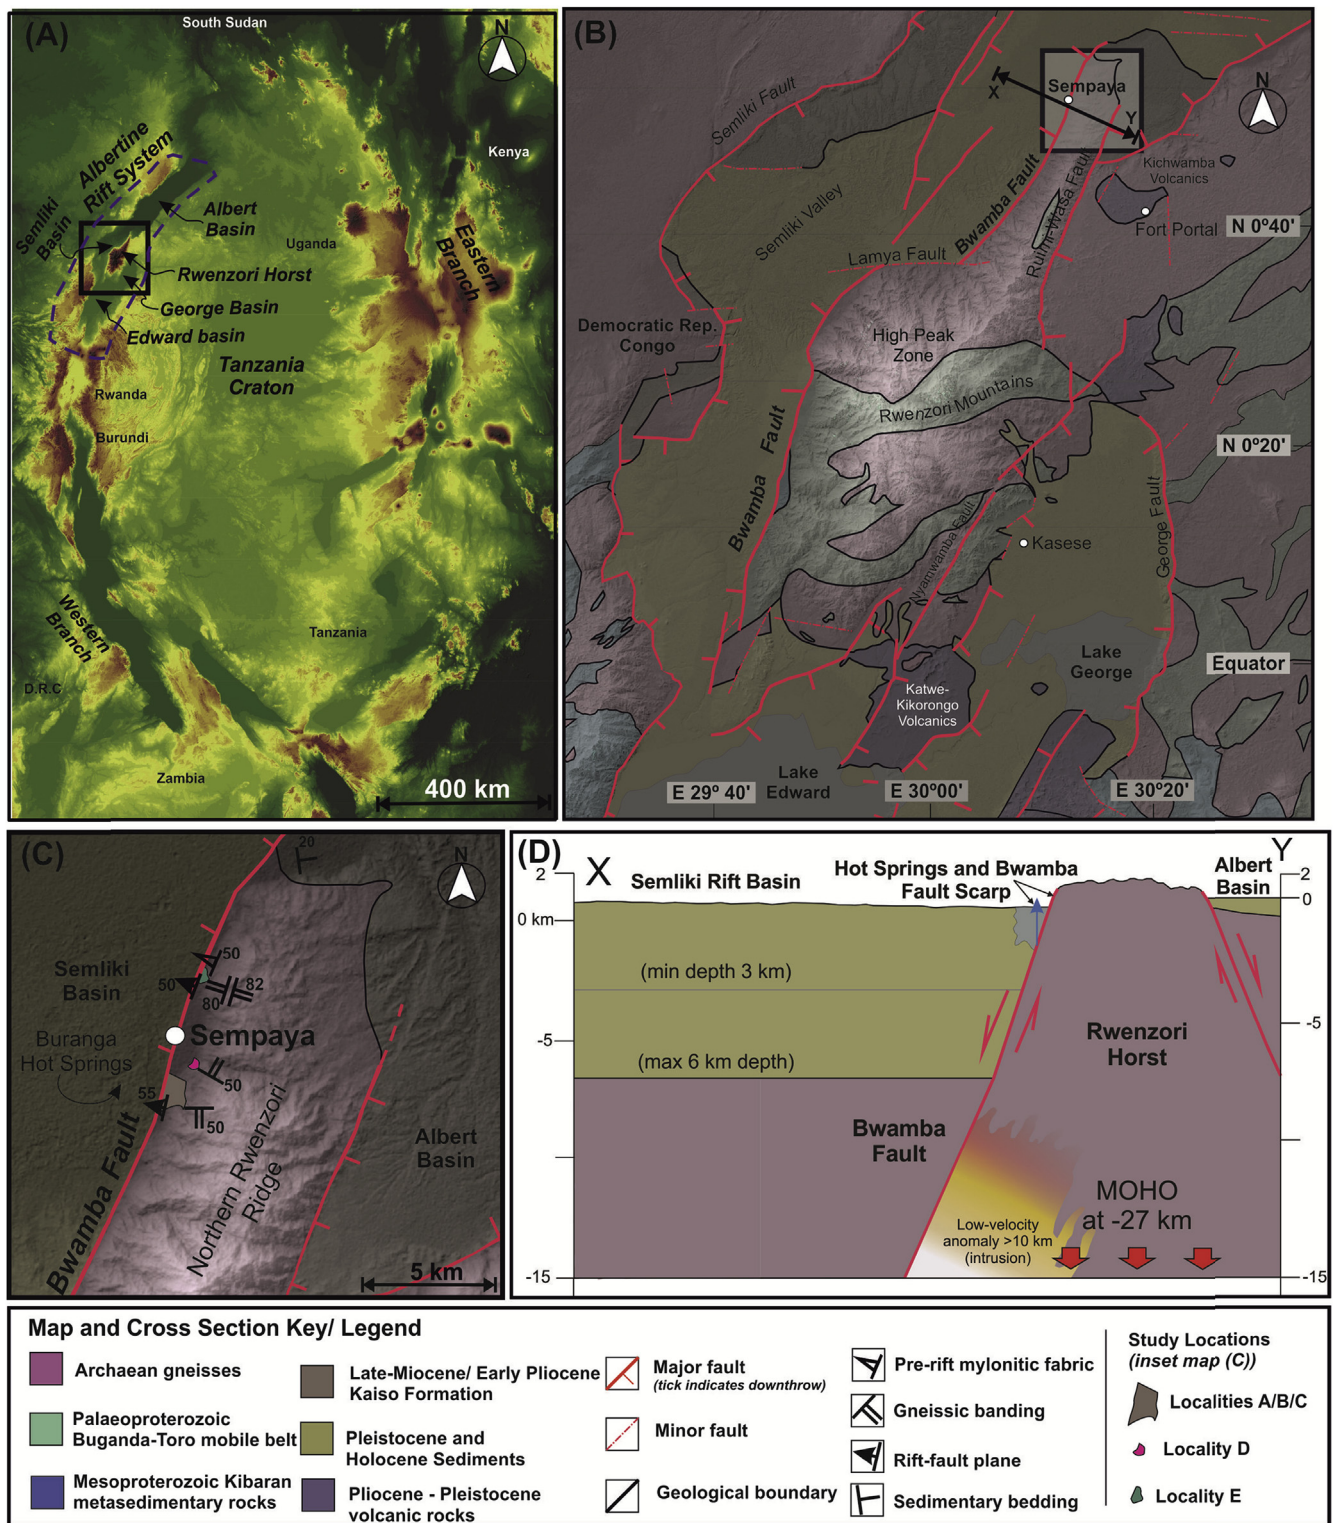 (A)
South Sudan
N
Kenya
Albertine
Rift System
Semliki
Basin
Albert
Basin
Uganda
Eastern
Branch
Rwenzori Horst
George Basin
Edward basin
Tanzania
Craton
Rwanda
Burundi
Western
Branch
Tanzania
D.R.C
Zambia
400 km
(B)
Semliki Fault
X
Sempaya
Y
N
Kichwamba
Volcanics
Fort Portal
N 0º40'
Semliki Valley
Bwamba Fault
Ruimi-Wasa Fault
Lamya Fault
Democratic Rep.
Congo
High Peak
Zone
Rwenzori Mountains
N 0º20'
Bwamba Fault
Nyamwamba Fault
Kasese
George Fault
Lake
George
Equator
Katwe-
Kikorongo
Volcanics
Lake
Edward
E 29º 40'
E 30º00'
E 30º20'
(C)
20
N
50
Semliki
Basin
50
82
80
Sempaya
Buranga
Hot Springs
50
55
50
Bwamba Fault
Northern Rwenzori
Ridge
Albert
Basin
5 km
(D)
X
Y
Hot Springs and Bwamba
Fault Scarp
Semliki Rift Basin
Albert
Basin
2
2
0 km
0
(min depth 3 km)
-5
-5
(max 6 km depth)
Rwenzori
Horst
Bwamba
Fault
MOHO
at -27 km
Low-velocity
anomaly >10 km
(intrusion)
-15
-15
Map and Cross Section Key/ Legend
Archaean gneisses
Palaeoproterozoic
Buganda-Toro mobile belt
Mesoproterozoic Kibaran
metasedimentary rocks
Late-Miocene/ Early Pliocene
Kaiso Formation
Pleistocene and
Holocene Sediments
Pliocene - Pleistocene
volcanic rocks
Major fault
(tick indicates downthrow)
Minor fault
Geological boundary
Pre-rift mylonitic fabric
Gneissic banding
Rift-fault plane
Sedimentary bedding
Study Locations
(inset map (C))
Localities A/B/C
Locality D
Locality E